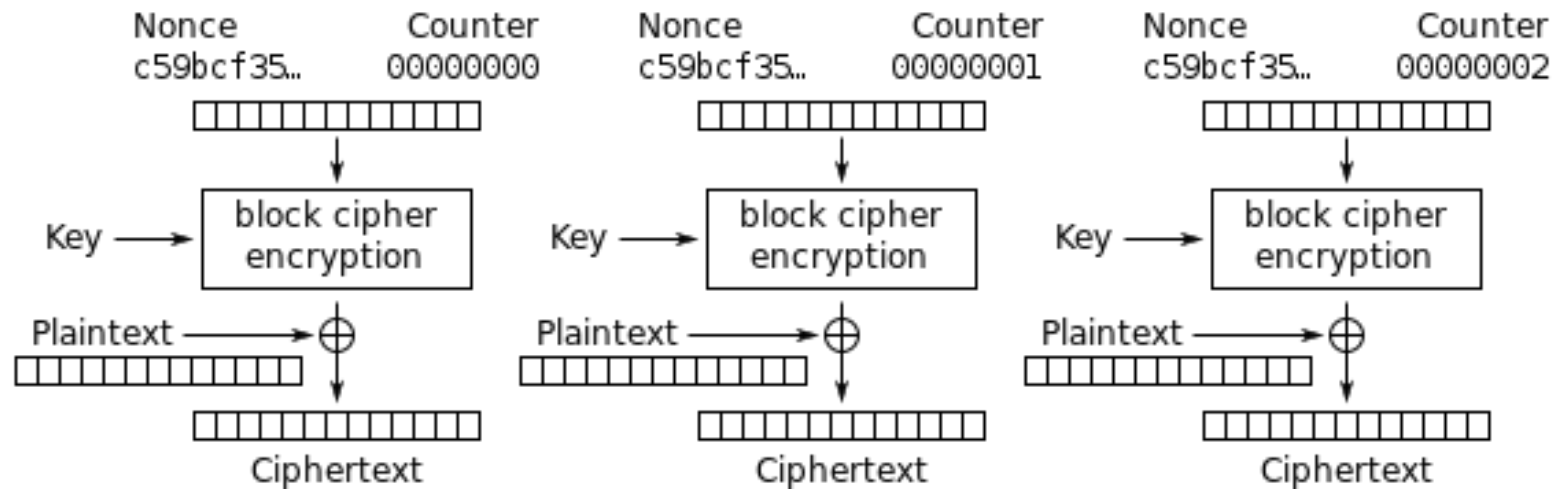 Nonce Counter Nonce Counter Nonce Counter
c59bcf35… 00000000 c59bcf35… 00000001 c59bcf35… 00000002
block cipher block cipher block cipher
Key encryption Key encryption Key encryption
Plaintext Plaintext Plaintext
Ciphertext Ciphertext Ciphertext